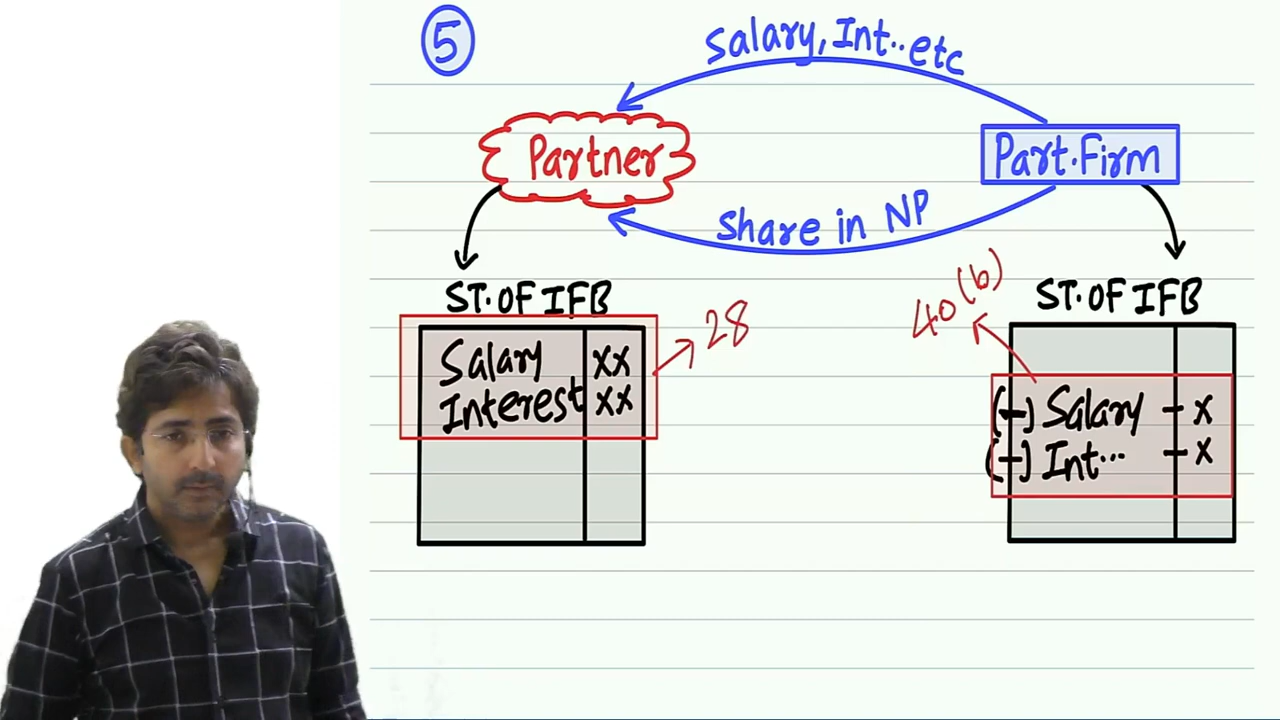 5
Salary, Int..etc
Partner
Part.Firm
Share in NP
ST. OF IFB
28
Salary xx
Interest xx
40(b)
ST. OF IFB
(-) Salary - x
(-) Int... - x